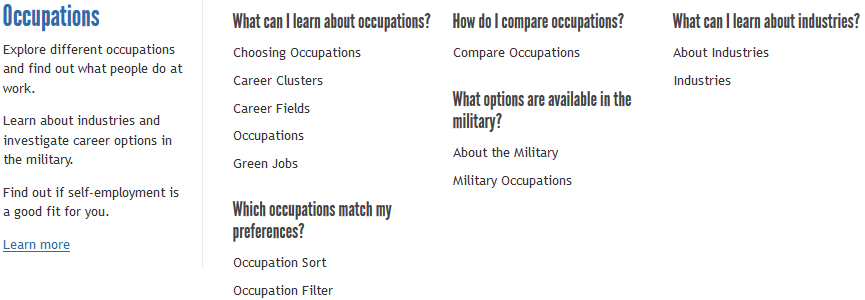 Occupations
Explore different occupations
and find out what people do at
work.
Learn about industries and
investigate career options in
the military.
Find out if self-employment is
a good fit for you.
Learn more
What can I learn about occupations?
Choosing Occupations
Career Clusters
Career Fields
Occupations
Green Jobs
Which occupations match my
preferences?
Occupation Sort
Occupation Filter
How do I compare occupations?
Compare Occupations
What options are available in the
military?
About the Military
Military Occupations
What can I learn about industries?
About Industries
Industries